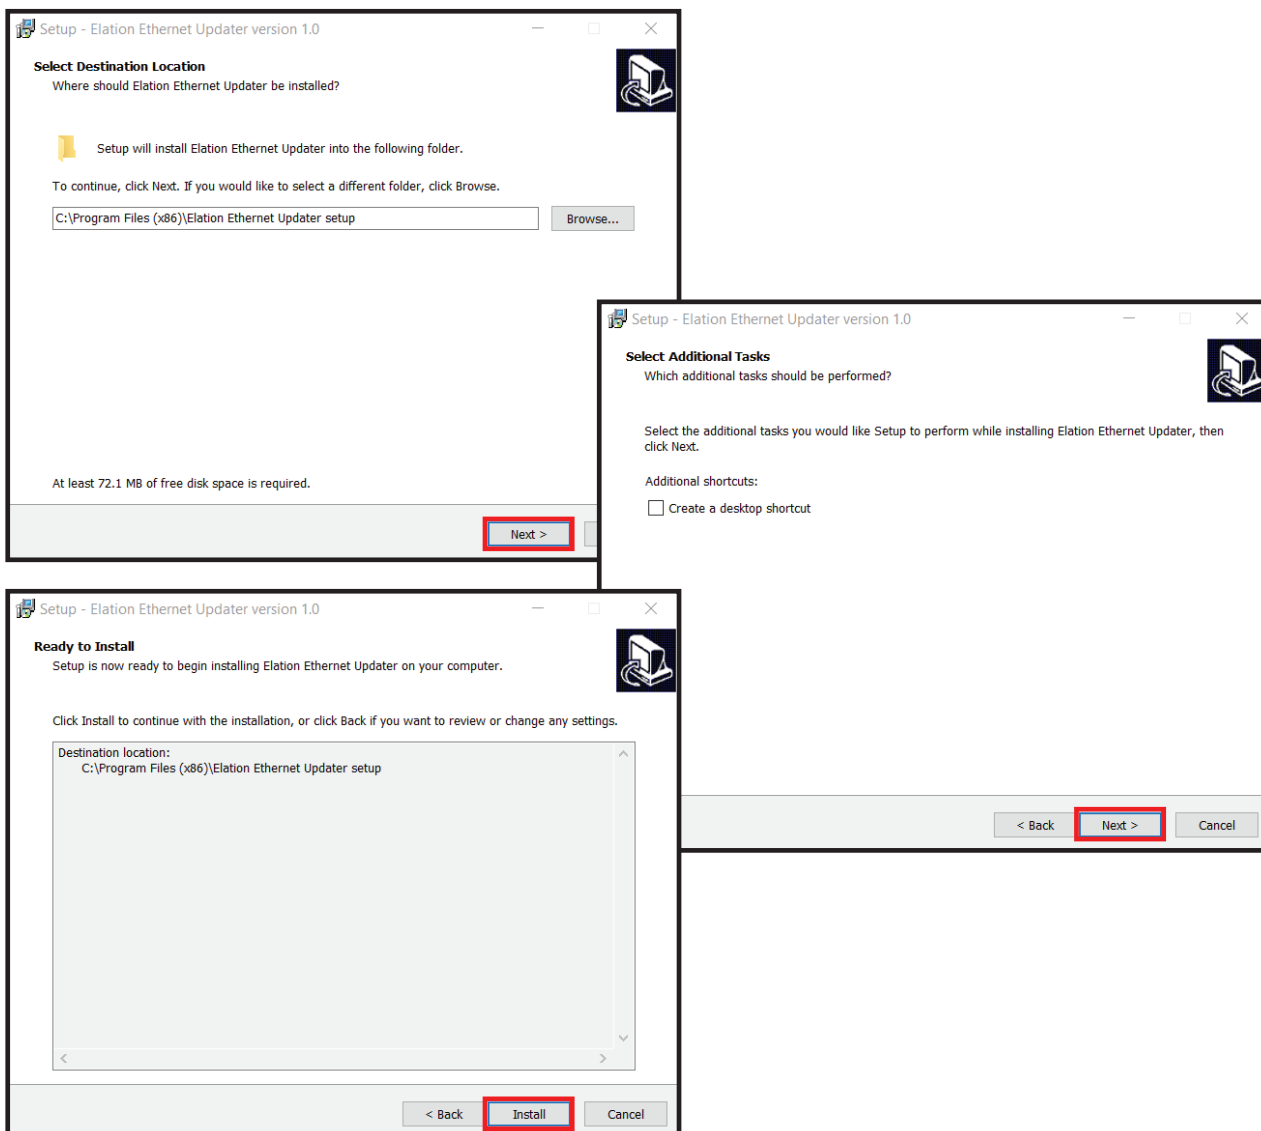 Setup - Elation Ethernet Updater version 1.0
Select Destination Location
Where should Elation Ethernet Updater be installed?
Setup will install Elation Ethernet Updater into the following folder.
To continue, click Next. If you would like to select a different folder, click Browse.
C:\Program Files (x86)\Elation Ethernet Updater setup
Browse...
At least 72.1 MB of free disk space is required.
Next >
Setup - Elation Ethernet Updater version 1.0
Select Additional Tasks
Which additional tasks should be performed?
Select the additional tasks you would like Setup to perform while installing Elation Ethernet Updater, then
click Next.
Additional shortcuts:
Create a desktop shortcut
< Back
Next >
Cancel
Setup - Elation Ethernet Updater version 1.0
Ready to Install
Setup is now ready to begin installing Elation Ethernet Updater on your computer.
Click Install to continue with the installation, or click Back if you want to review or change any settings.
Destination location:
C:\Program Files (x86)\Elation Ethernet Updater setup
< Back
Install
Cancel